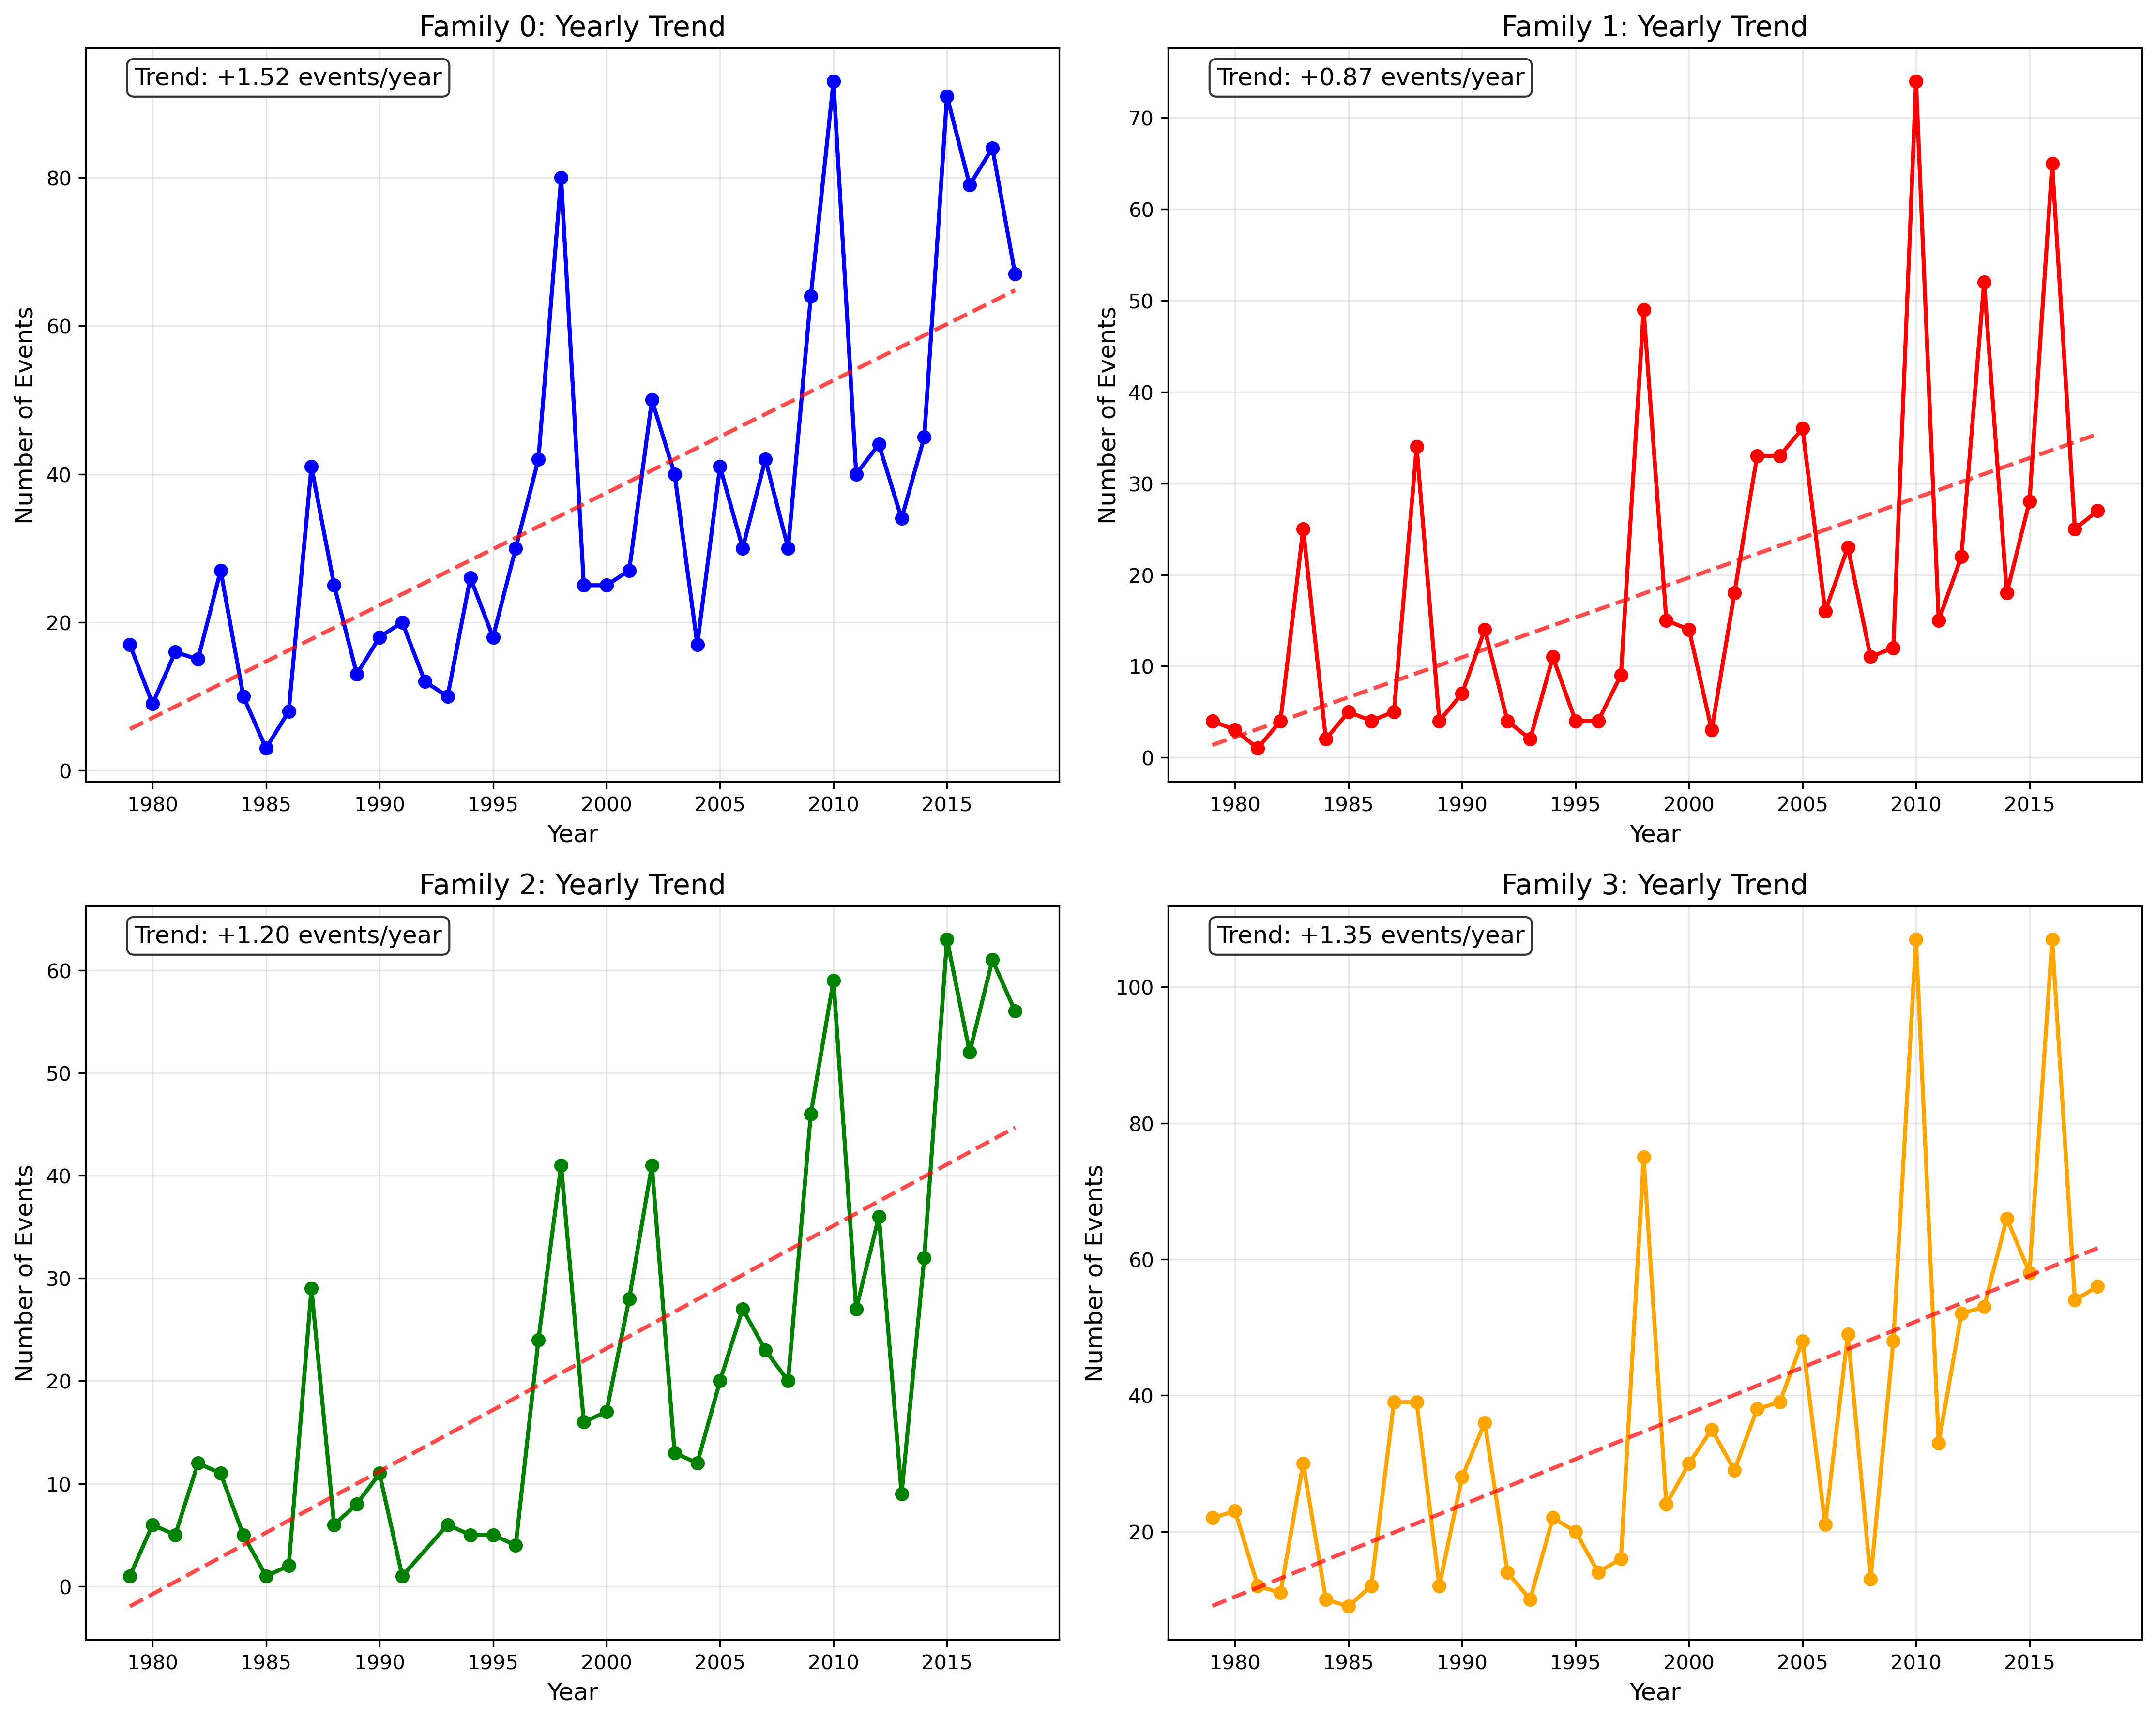 Family 0: Yearly Trend
Trend: +1.52 events/year
Number of Events
80
60
40
20
0
1980 1985 1990 1995 2000 2005 2010 2015
Year
Family 1: Yearly Trend
Trend: +0.87 events/year
Number of Events
70
60
50
40
30
20
10
0
1980 1985 1990 1995 2000 2005 2010 2015
Year
Family 2: Yearly Trend
Trend: +1.20 events/year
Number of Events
60
50
40
30
20
10
0
1980 1985 1990 1995 2000 2005 2010 2015
Year
Family 3: Yearly Trend
Trend: +1.35 events/year
Number of Events
100
80
60
40
20
1980 1985 1990 1995 2000 2005 2010 2015
Year